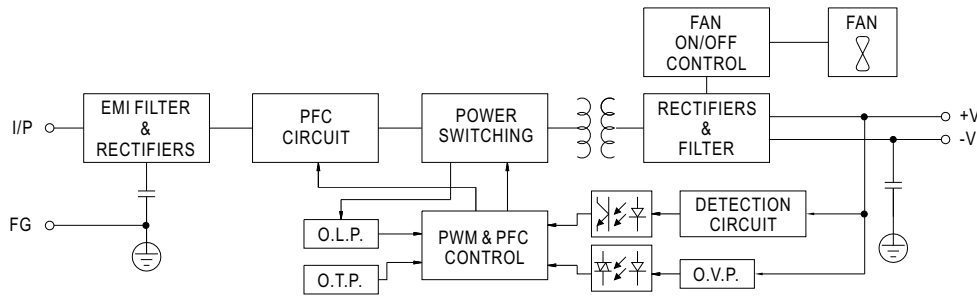 FAN
ON/OFF
CONTROL
FAN
I/P
EMI FILTER
&
RECTIFIERS
PFC
CIRCUIT
POWER
SWITCHING
RECTIFIERS
&
FILTER
+V
-V
FG
O.L.P.
O.T.P.
PWM & PFC
CONTROL
DETECTION
CIRCUIT
O.V.P.